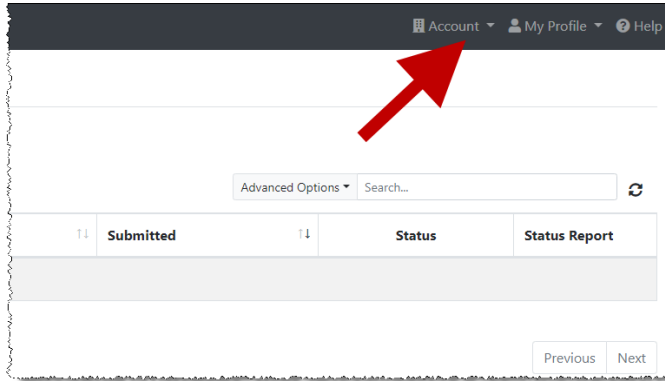 Account My Profile Help
Advanced Options Search...
Submitted Status Status Report
Previous Next